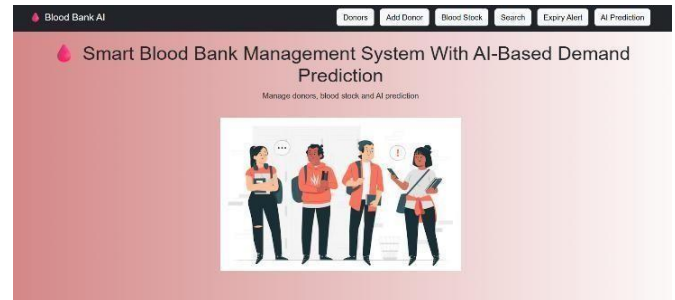 Blood Bank AI
Donors Add Donor Blood Stock Search Expiry Alert AI Prediction
Smart Blood Bank Management System With AI-Based Demand
Prediction
Manage donors, blood stock and AI prediction
...
!